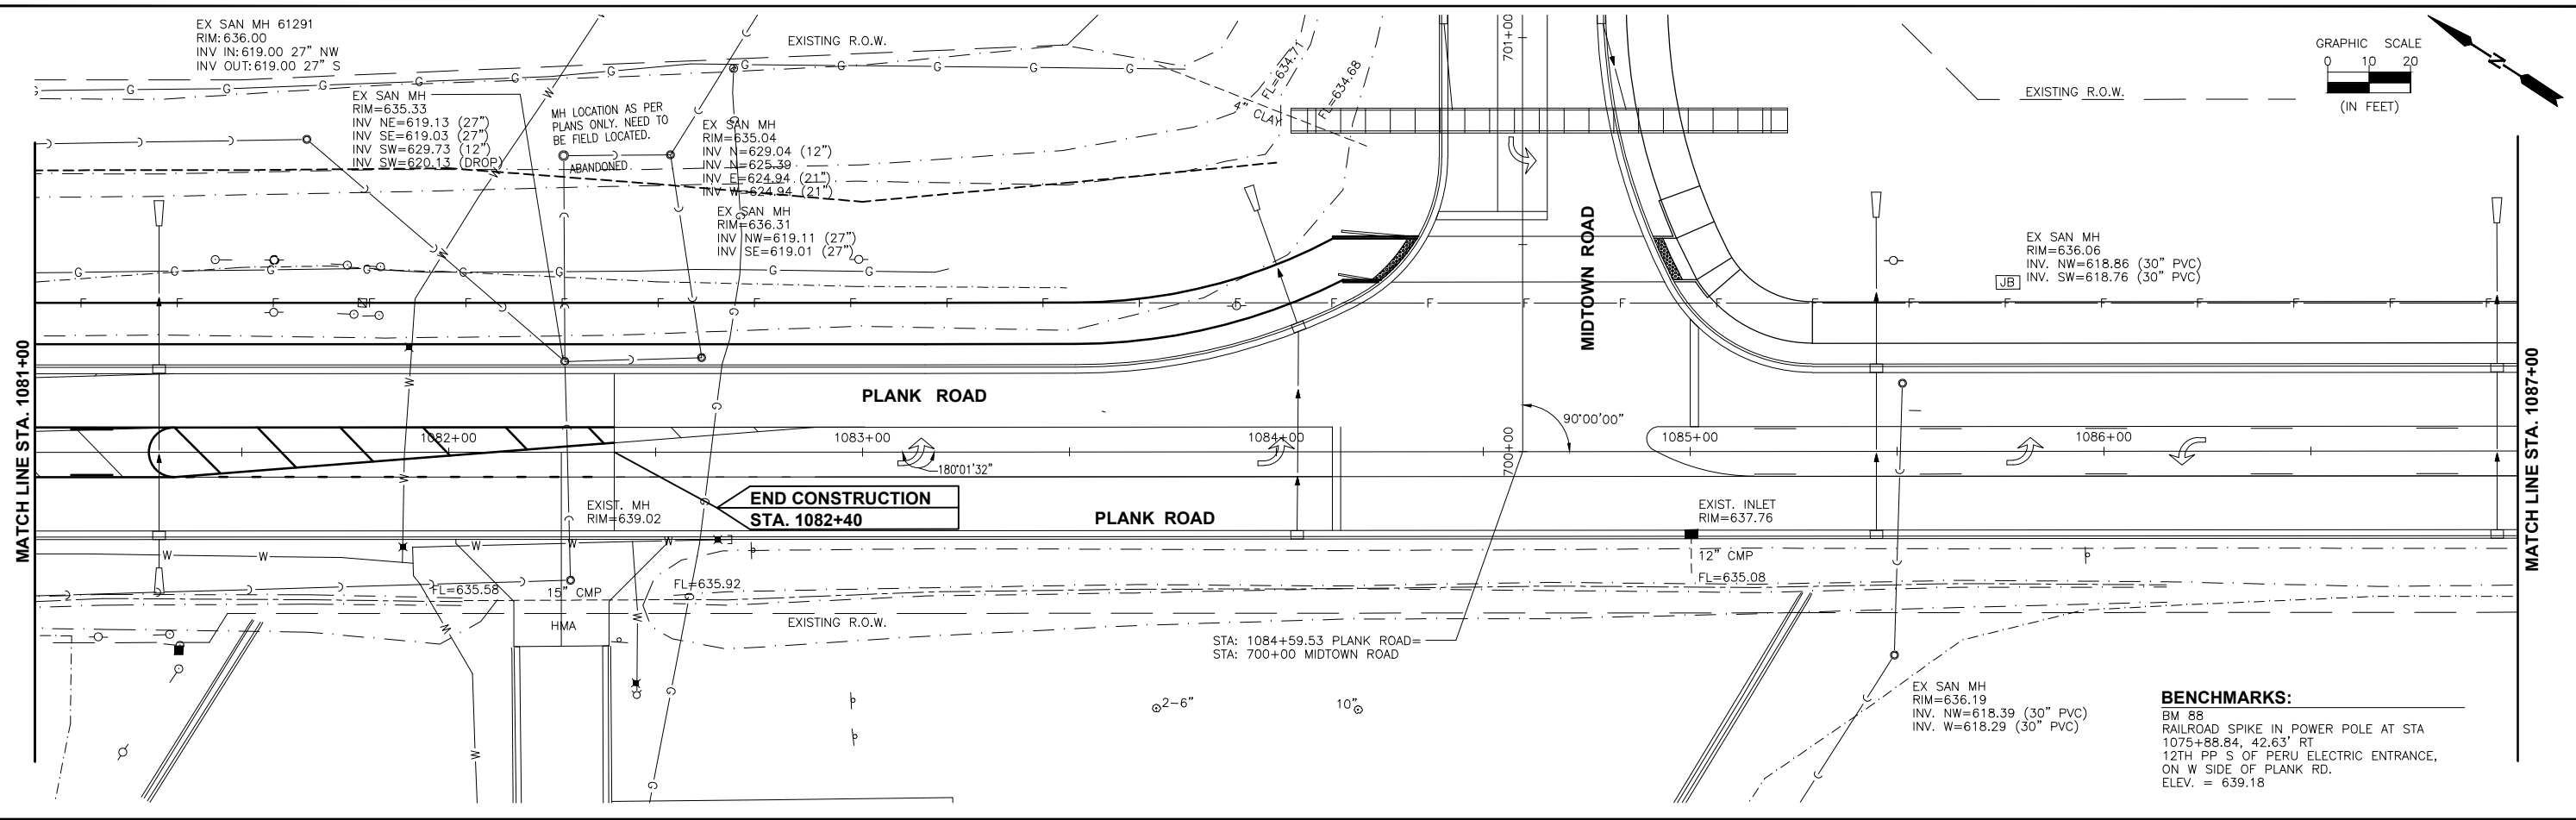 EX SAN MH 61291
RIM: 636.00
INV IN: 619.00 27" NW
INV OUT: 619.00 27" S
EXISTING R.O.W.
701+00
GRAPHIC SCALE
0 10 20
(IN FEET)
N
EXISTING R.O.W.
FL=634.71
FL=634.68
4" CLAY
EX SAN MH
RIM=635.33
INV NE=619.13 (27")
INV SE=619.03 (27")
INV SW=629.73 (12")
INV SW=620.13 (DROP)
MH LOCATION AS PER
PLANS ONLY. NEED TO
BE FIELD LOCATED.
ABANDONED
EX SAN MH
RIM=635.04
INV N=629.04 (12")
INV N=625.39
INV E=624.94 (21")
INV W=624.94 (21")
EX SAN MH
RIM=636.31
INV NW=619.11 (27")
INV SE=619.01 (27")
MIDTOWN ROAD
EX SAN MH
RIM=636.06
INV. NW=618.86 (30" PVC)
INV. SW=618.76 (30" PVC)
JB
MATCH LINE STA. 1081+00
MATCH LINE STA. 1087+00
PLANK ROAD
90°00'00"
1082+00
1083+00
1084+00
700+00
1085+00
1086+00
180°01'32"
END CONSTRUCTION
STA. 1082+40
EXIST. MH
RIM=639.02
PLANK ROAD
EXIST. INLET
RIM=637.76
12" CMP
FL=635.08
FL=635.58
15" CMP
FL=635.92
HMA
EXISTING R.O.W.
STA: 1084+59.53 PLANK ROAD=
STA: 700+00 MIDTOWN ROAD
2-6"
10"
EX SAN MH
RIM=636.19
INV. NW=618.39 (30" PVC)
INV. W=618.29 (30" PVC)
BENCHMARKS:
BM 88
RAILROAD SPIKE IN POWER POLE AT STA
1075+88.84, 42.63' RT
12TH PP S OF PERU ELECTRIC ENTRANCE,
ON W SIDE OF PLANK RD.
ELEV. = 639.18